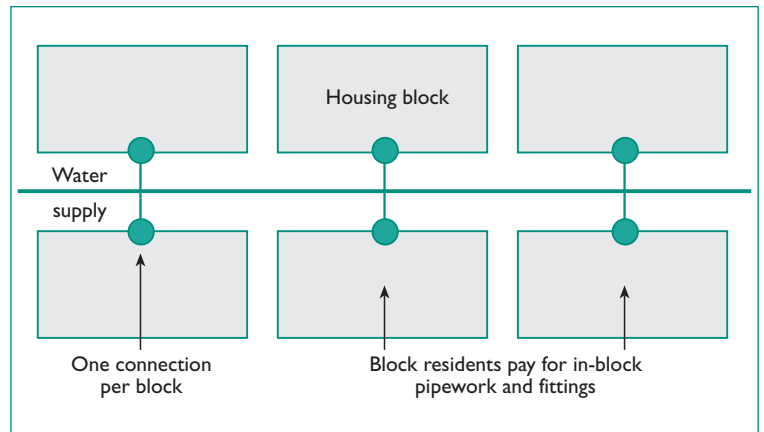 Housing block
Water
supply
One connection
per block
Block residents pay for in-block
pipework and fittings